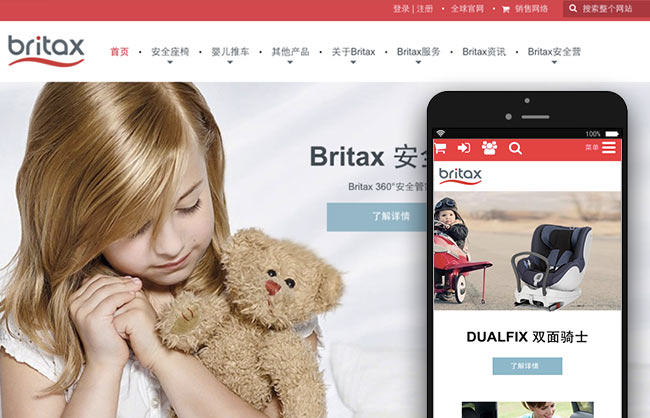 登录 | 注册 • 全球官网 • 销售网络 搜索整个网站
britax
首页 • 安全座椅 • 婴儿推车 • 其他产品 • 关于Britax • Britax服务 • Britax资讯 • Britax安全营
Britax 安
Britax 360°安全管
了解详情
100%
菜单
britax
DUALFIX 双面骑士
了解详情